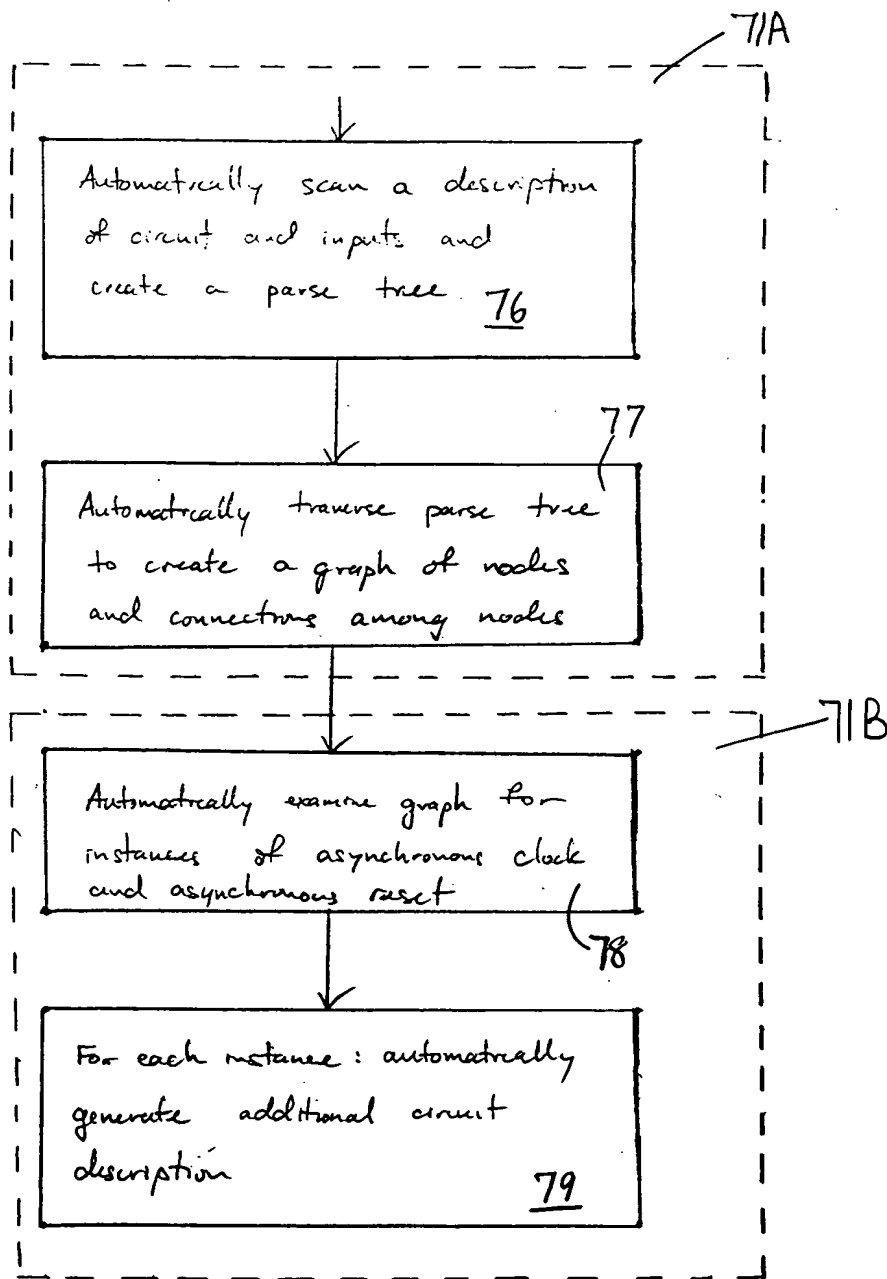 71A
Automatically scan a description
of circuit and inputs and
create a parse tree 76
77
Automatically traverse parse tree
to create a graph of nodes
and connections among nodes
71B
Automatically examine graph for
instances of asynchronous clock
and asynchronous reset
78
For each instance : automatically
generate additional circuit
description
79